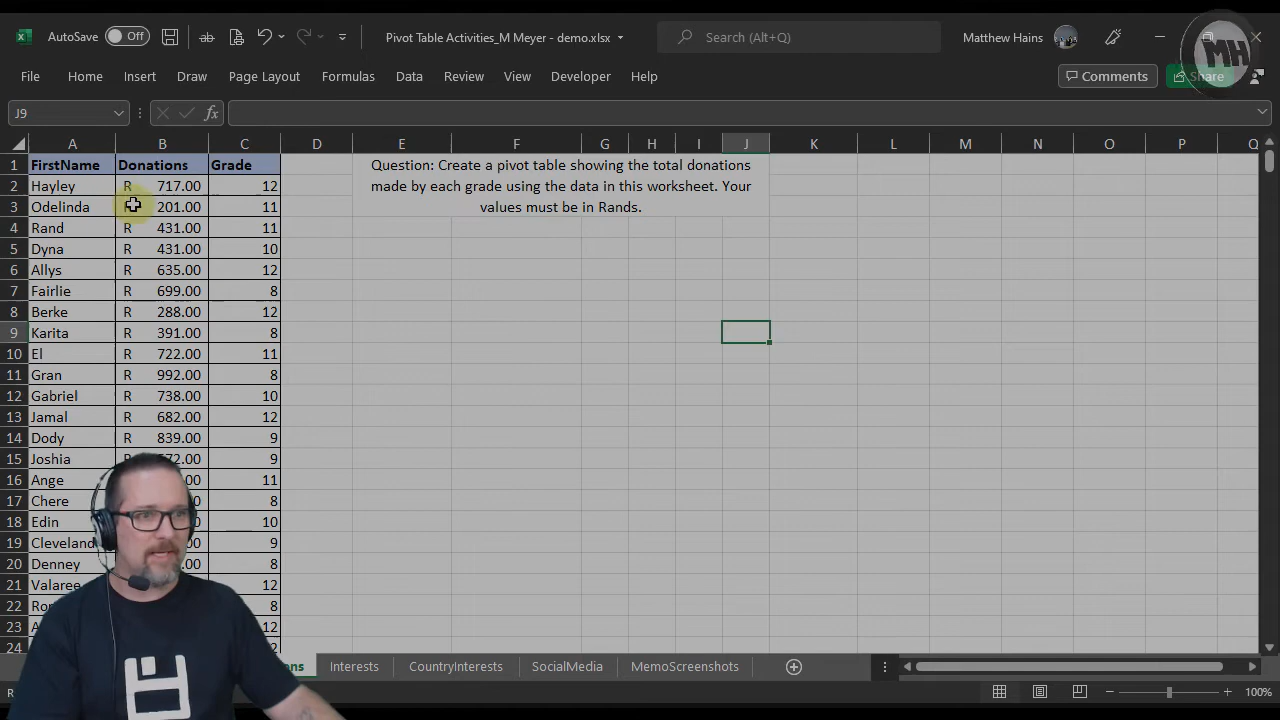 AutoSave Off Pivot Table Activities_M Meyer - demo.xlsx Search (Alt+Q) Matthew Hains MH
File Home Insert Draw Page Layout Formulas Data Review View Developer Help Comments Share
J9 fx
A B C D E F G H I J K L M N O P Q
1 FirstName Donations Grade Question: Create a pivot table showing the total donations
2 Hayley R 717.00 12 made by each grade using the data in this worksheet. Your
3 Odelinda 201.00 11 values must be in Rands.
4 Rand R 431.00 11
5 Dyna R 431.00 10
6 Allys R 635.00 12
7 Fairlie R 699.00 8
8 Berke R 288.00 12
9 Karita R 391.00 8
10 El R 722.00 11
11 Gran R 992.00 8
12 Gabriel R 738.00 10
13 Jamal R 682.00 12
14 Dody R 839.00 9
15 Joshia 9
16 Ange 11
17 Chere 8
18 Edin 10
19 Cleveland 9
20 Denney 8
21 Valaree 12
22 8
23 12
24
Interests CountryInterests SocialMedia MemoScreenshots
100%